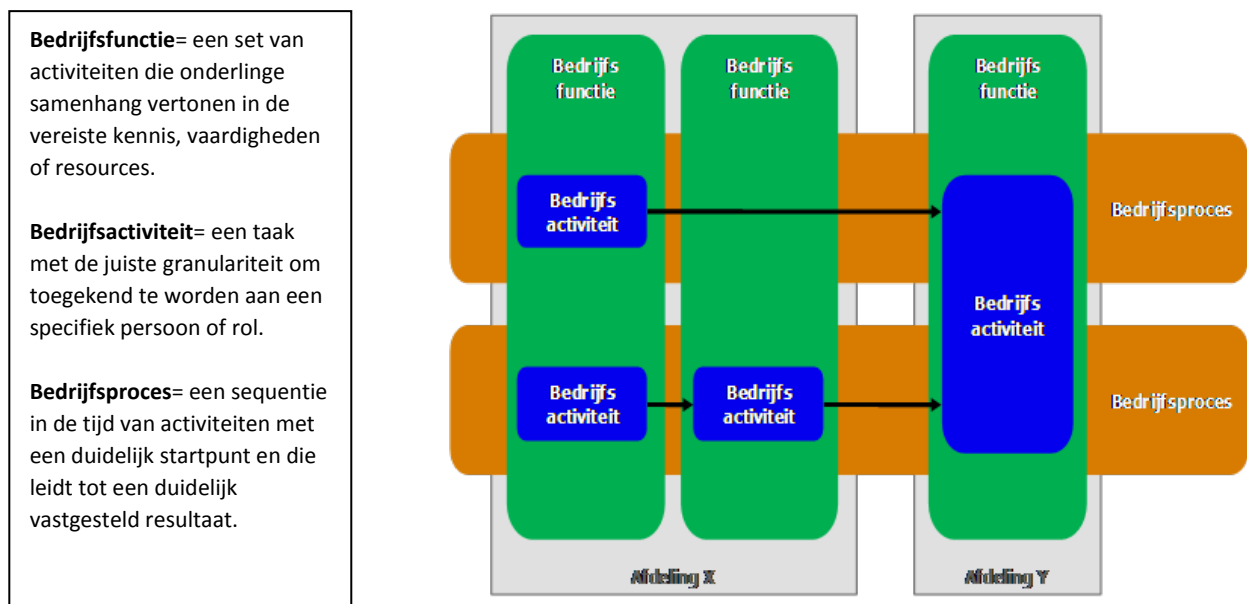 Bedrijfsfunctie= een set van
activiteiten die onderlinge
samenhang vertonen in de
vereiste kennis, vaardigheden
of resources.
Bedrijfsactiviteit= een taak
met de juiste granulariteit om
toegekend te worden aan een
specifiek persoon of rol.
Bedrijfsproces= een sequentie
in de tijd van activiteiten met
een duidelijk startpunt en die
leidt tot een duidelijk
vastgesteld resultaat.
Bedrijfs
functie
Bedrijfs
functie
Bedrijfs
functie
Bedrijfs
activiteit
Bedrijfsproces
Bedrijfs
activiteit
Bedrijfs
activiteit
Bedrijfs
activiteit
Bedrijfsproces
Afdeling X
Afdeling Y